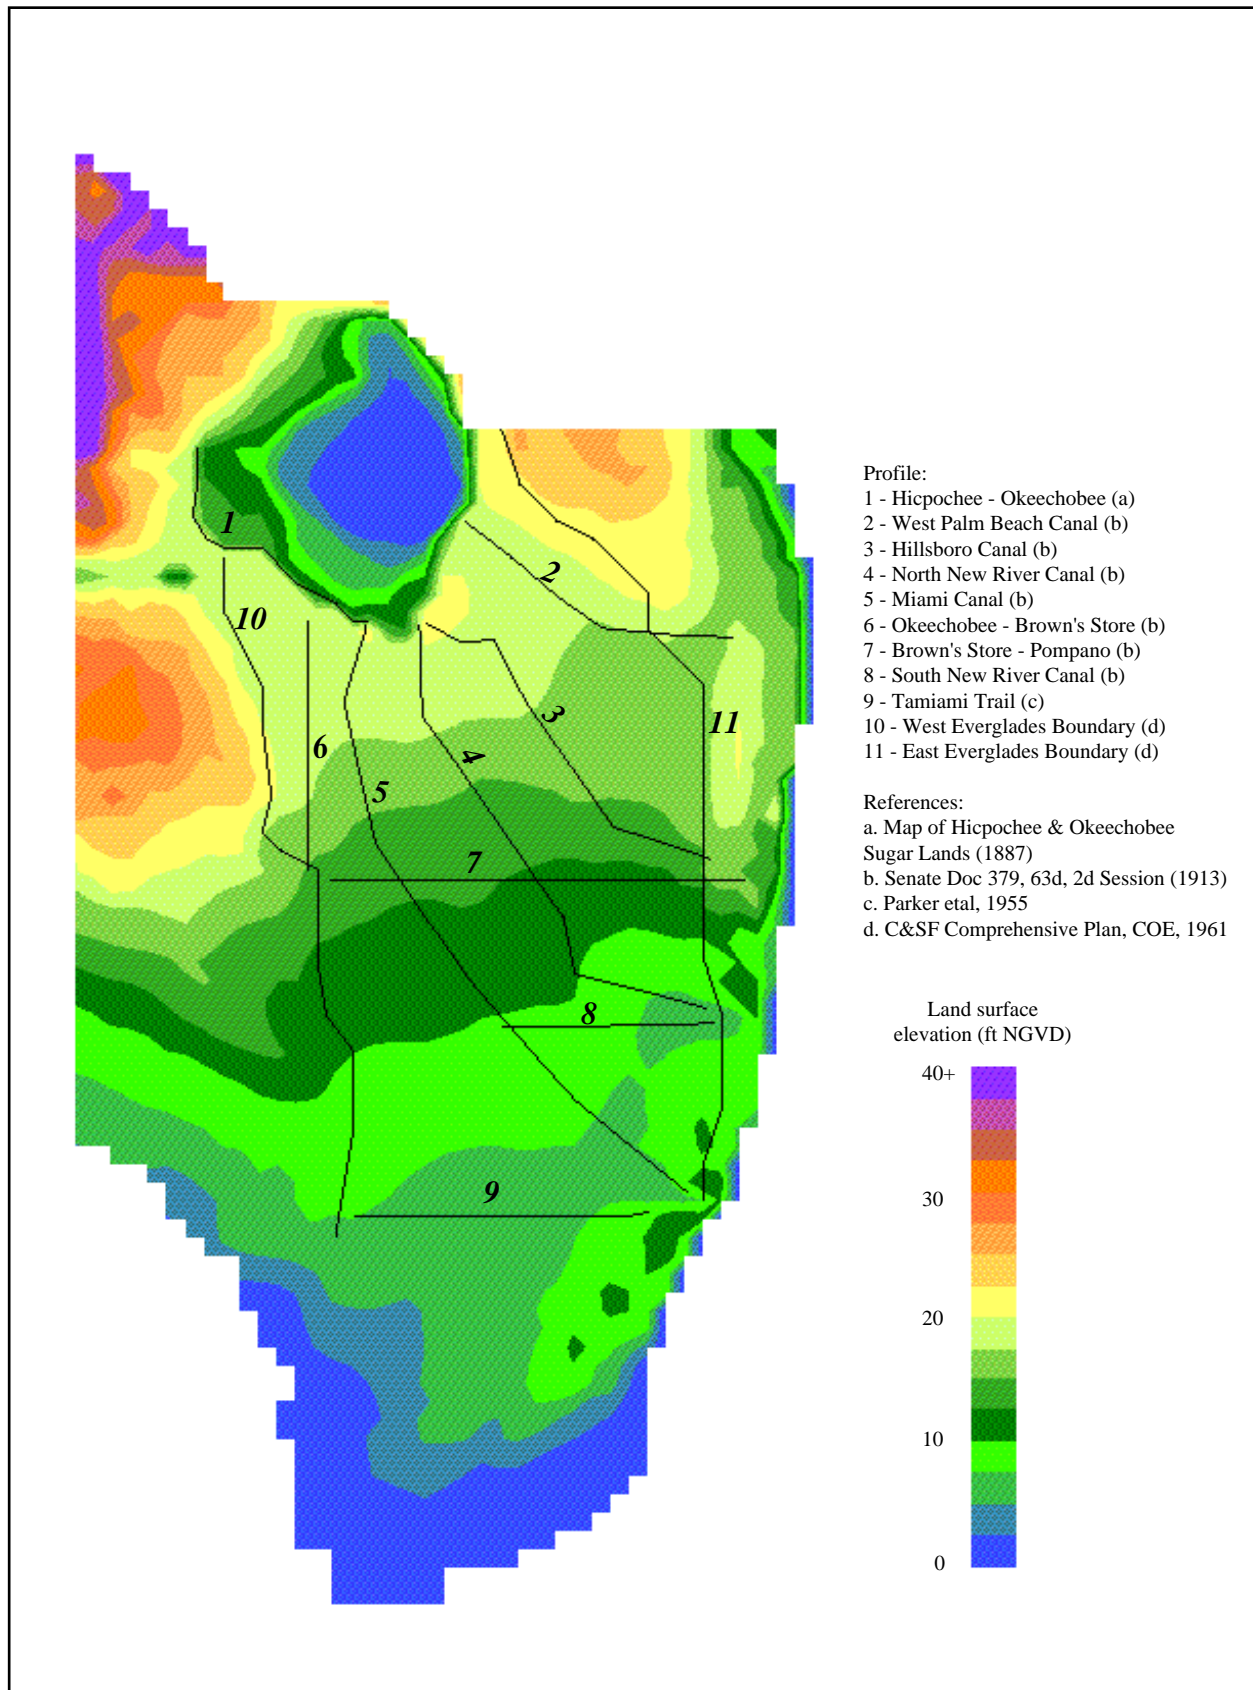 1
2
10
3
11
6
4
5
7
8
9
Profile:
1 - Hicpochee - Okeechobee (a)
2 - West Palm Beach Canal (b)
3 - Hillsboro Canal (b)
4 - North New River Canal (b)
5 - Miami Canal (b)
6 - Okeechobee - Brown's Store (b)
7 - Brown's Store - Pompano (b)
8 - South New River Canal (b)
9 - Tamiami Trail (c)
10 - West Everglades Boundary (d)
11 - East Everglades Boundary (d)
References:
a. Map of Hicpochee & Okeechobee
Sugar Lands (1887)
b. Senate Doc 379, 63d, 2d Session (1913)
c. Parker etal, 1955
d. C&SF Comprehensive Plan, COE, 1961
Land surface
elevation (ft NGVD)
40+
30
20
10
0